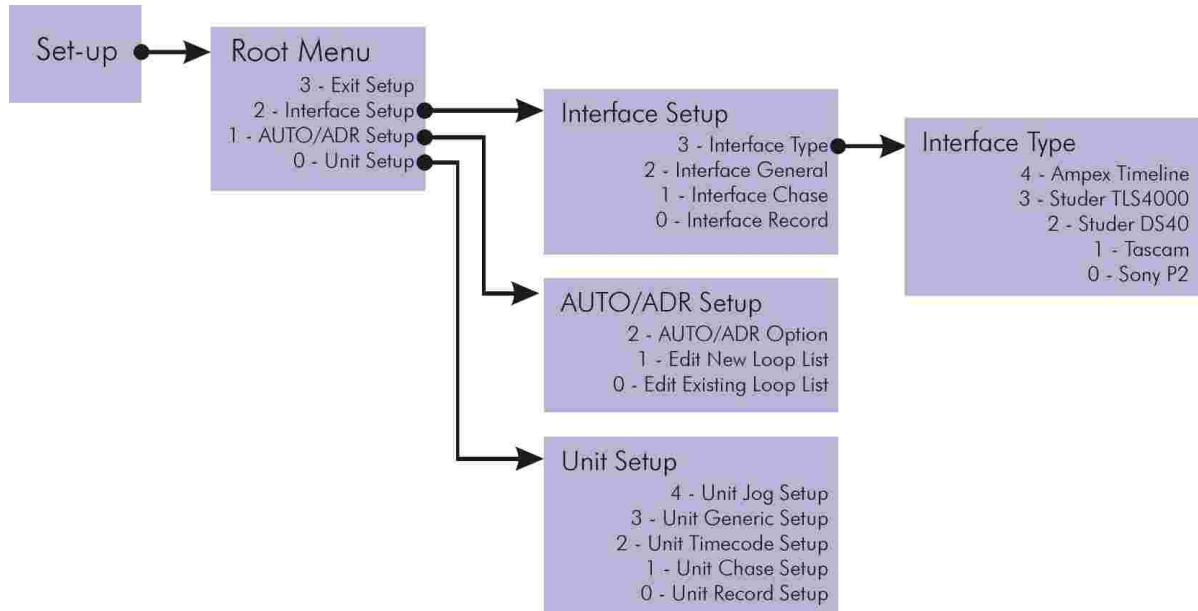 Set-up
Root Menu
3 - Exit Setup
2 - Interface Setup
1 - AUTO/ADR Setup
0 - Unit Setup
Interface Setup
3 - Interface Type
2 - Interface General
1 - Interface Chase
0 - Interface Record
Interface Type
4 - Ampex Timeline
3 - Studer TLS4000
2 - Studer DS40
1 - Tascam
0 - Sony P2
AUTO/ADR Setup
2 - AUTO/ADR Option
1 - Edit New Loop List
0 - Edit Existing Loop List
Unit Setup
4 - Unit Jog Setup
3 - Unit Generic Setup
2 - Unit Timecode Setup
1 - Unit Chase Setup
0 - Unit Record Setup